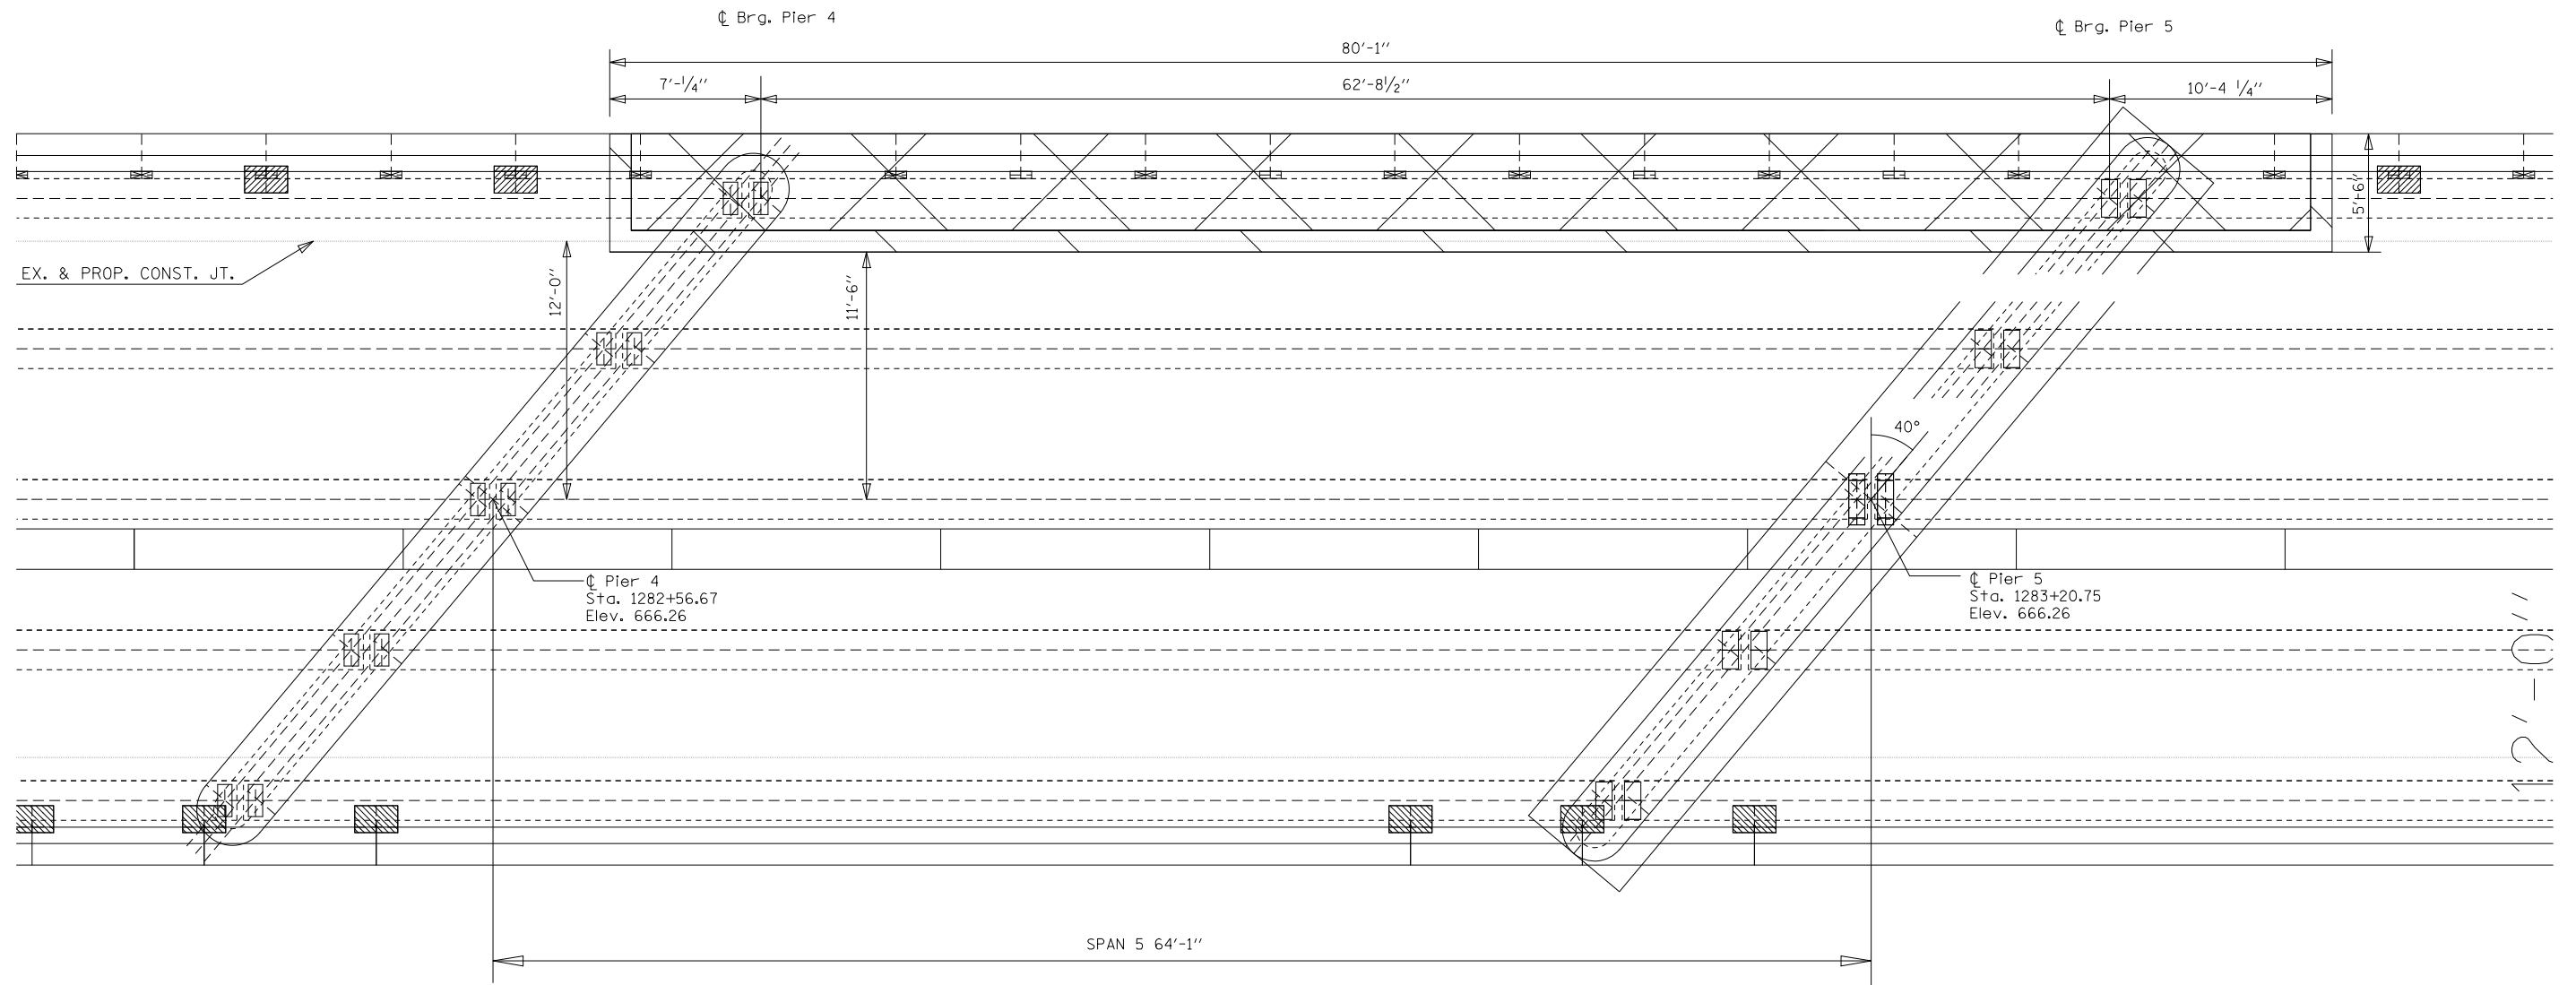 ℄ Brg. Pier 4
℄ Brg. Pier 5
80'-1"
7'-1/4"
62'-8 1/2"
10'-4 1/4"
5'-6"
EX. & PROP. CONST. JT.
12'-0"
11'-6"
40°
℄ Pier 4
Sta. 1282+56.67
Elev. 666.26
℄ Pier 5
Sta. 1283+20.75
Elev. 666.26
12'-0"
SPAN 5 64'-1"